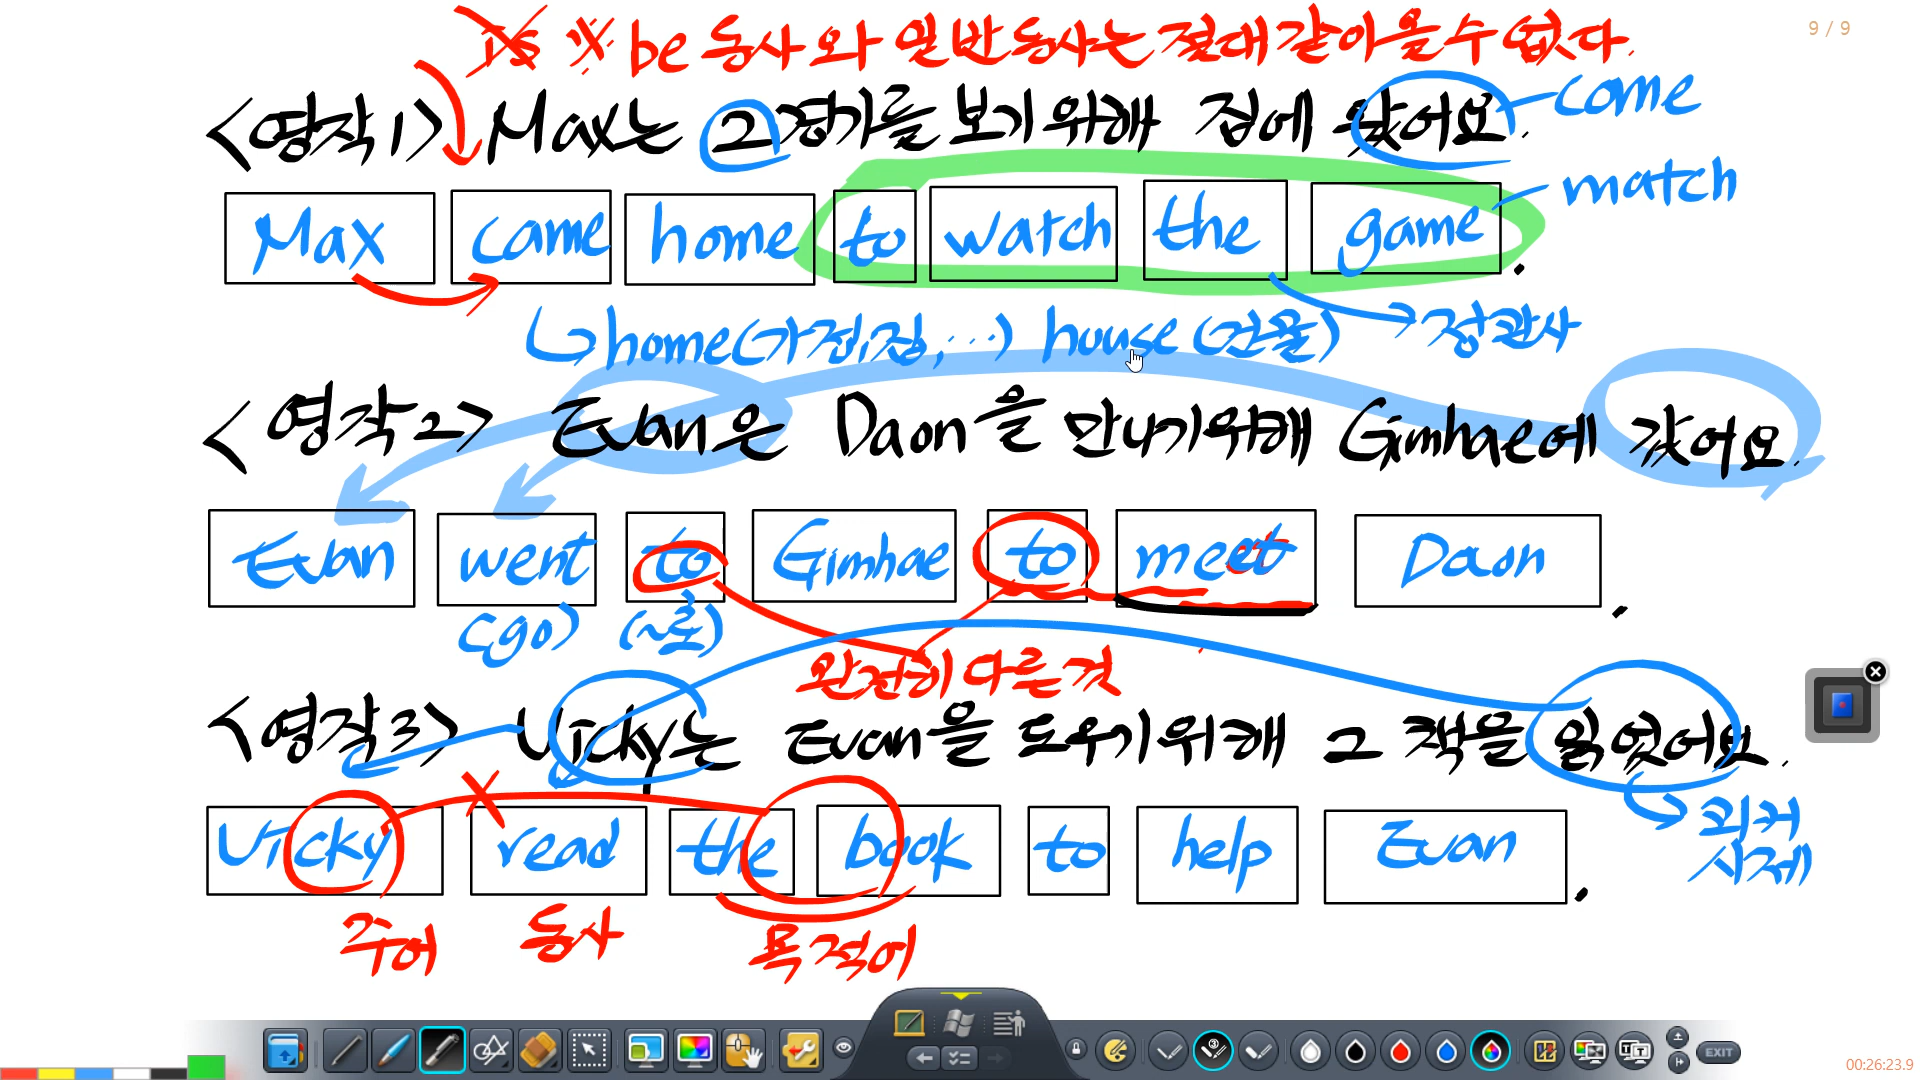 9 / 9
is ※ be 동사와 일반동사는 절대 같이 올 수 없다.
<영작1> Max는 그 경기를 보기위해 집에 왔어요. come
match
Max came home to watch the game.
home(가정,집, ...) house (건물) 정관사
<영작2> Evan은 Daon을 만나기위해 Gimhae에 갔어요.
Evan went to Gimhae to meet Daon.
(go) (~로)
완전히 다른것
<영작3> Vicky는 Evan을 도우기위해 그 책을 읽었어요.
과거
시제
Vicky read the book to help Evan.
주어 동사 목적어
EXIT
00:26:23.9